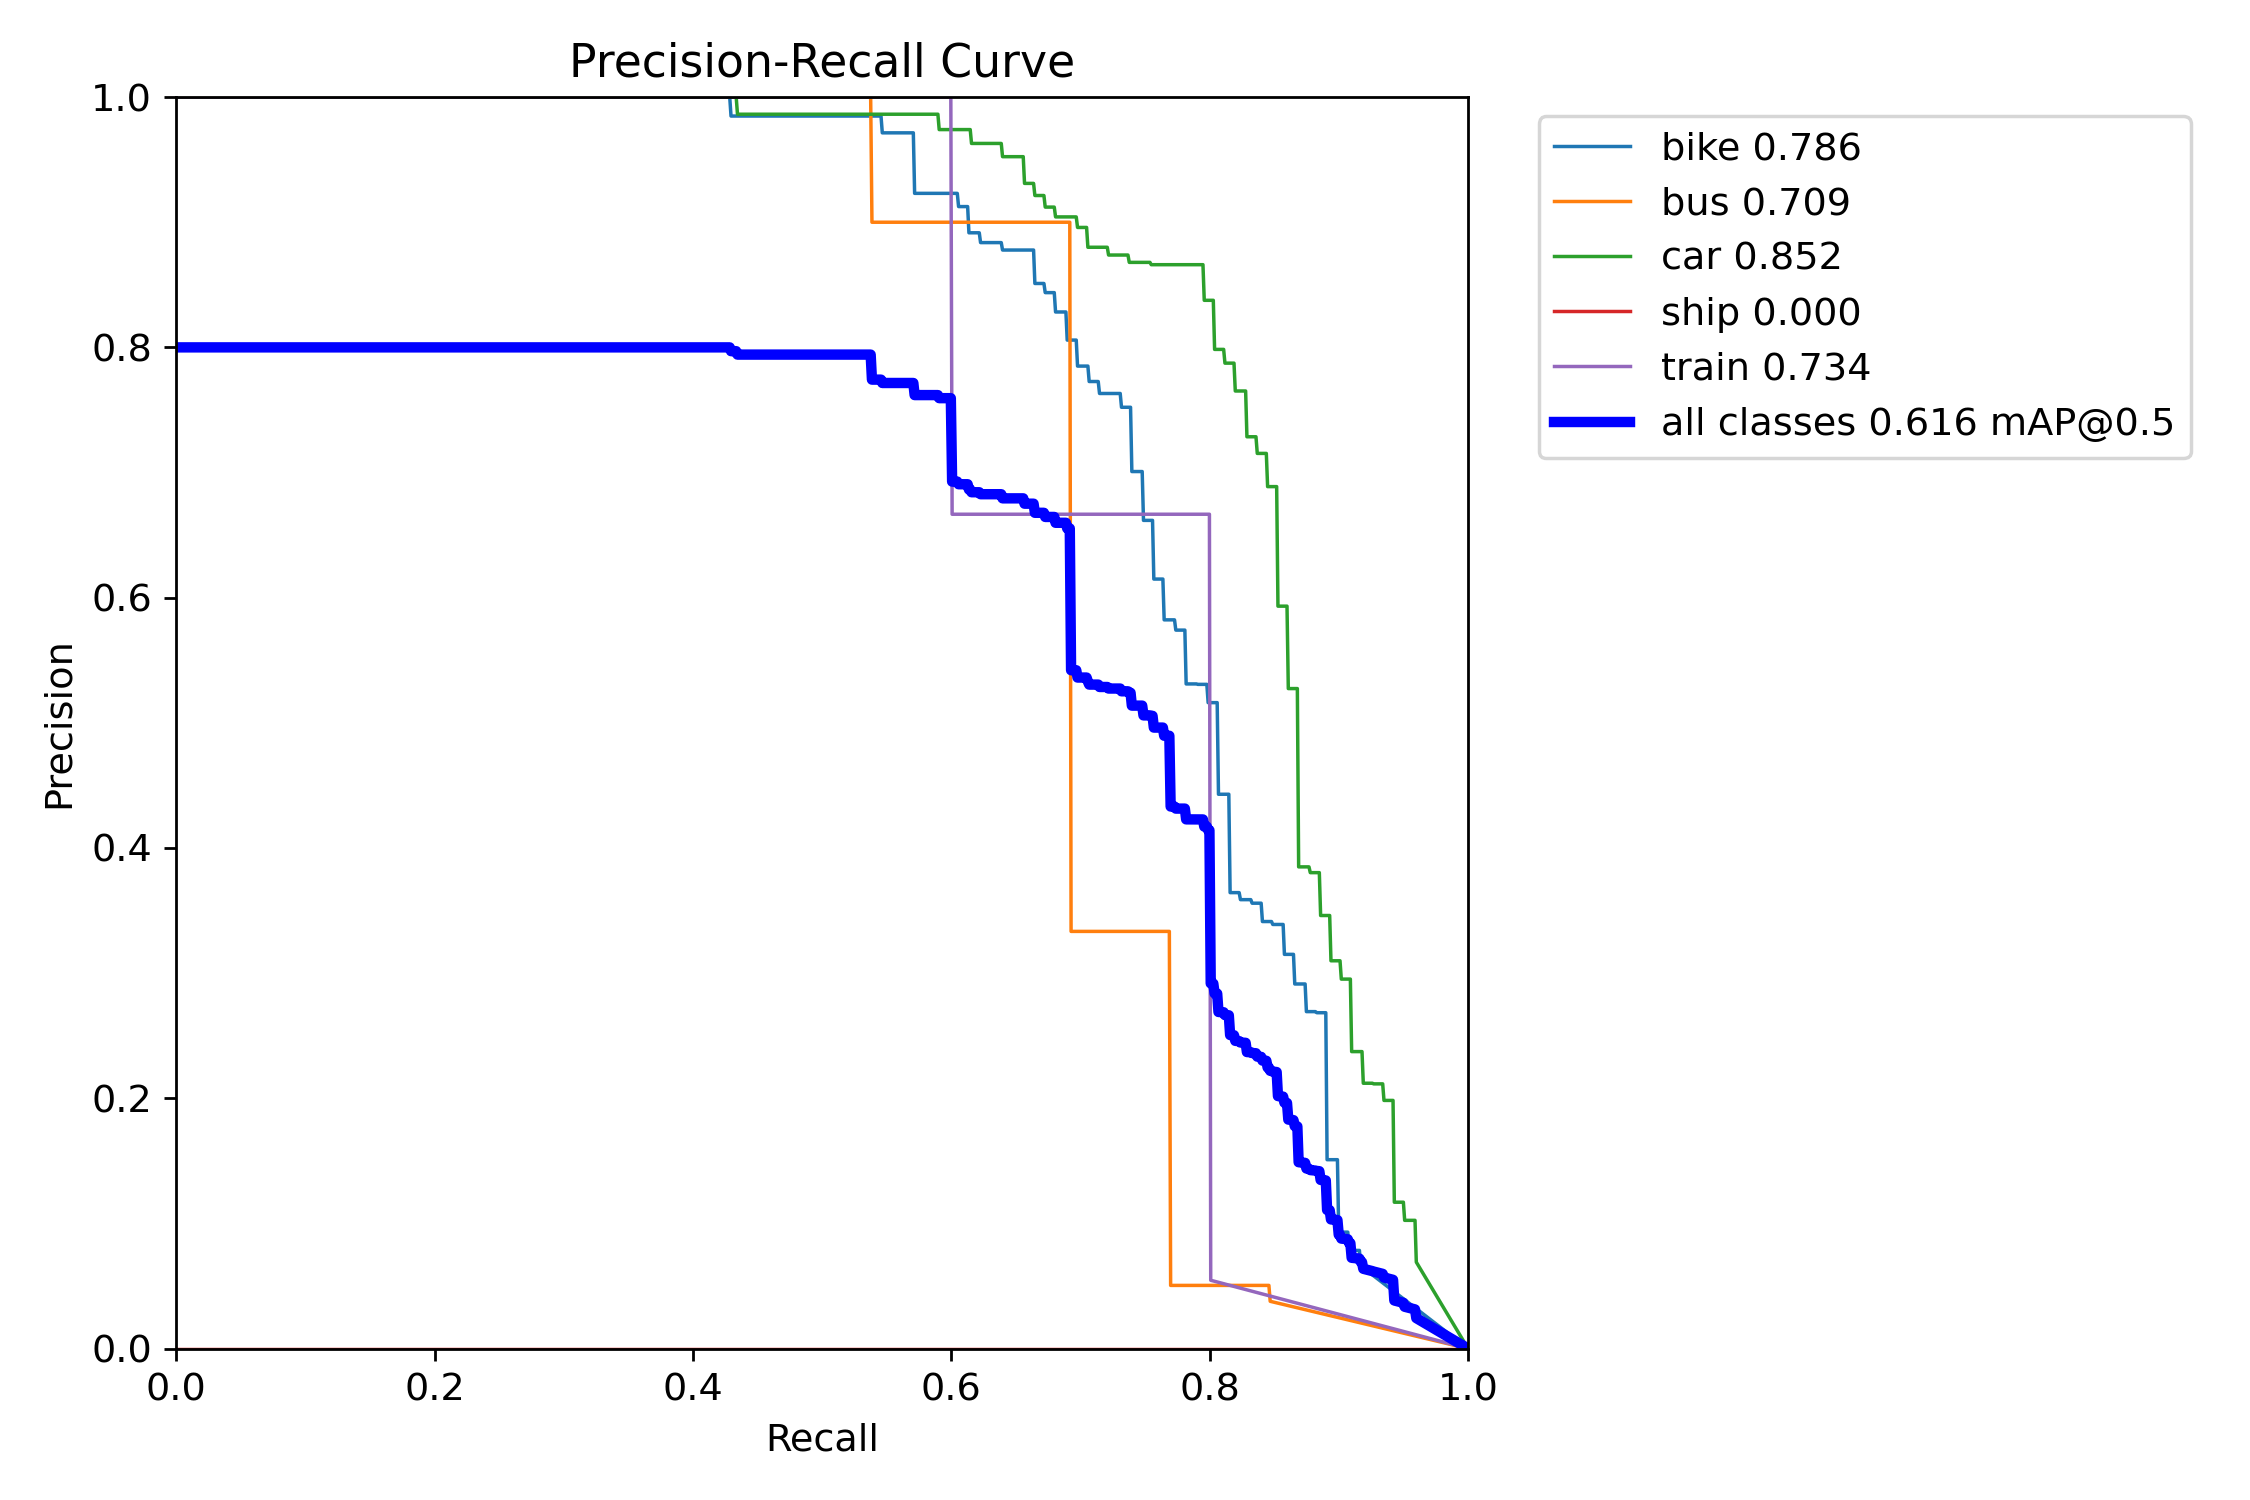 Precision-Recall Curve
1.0
0.8
0.6
0.4
0.2
0.0
Precision
0.0 0.2 0.4 0.6 0.8 1.0
Recall
bike 0.786
bus 0.709
car 0.852
ship 0.000
train 0.734
all classes 0.616 mAP@0.5